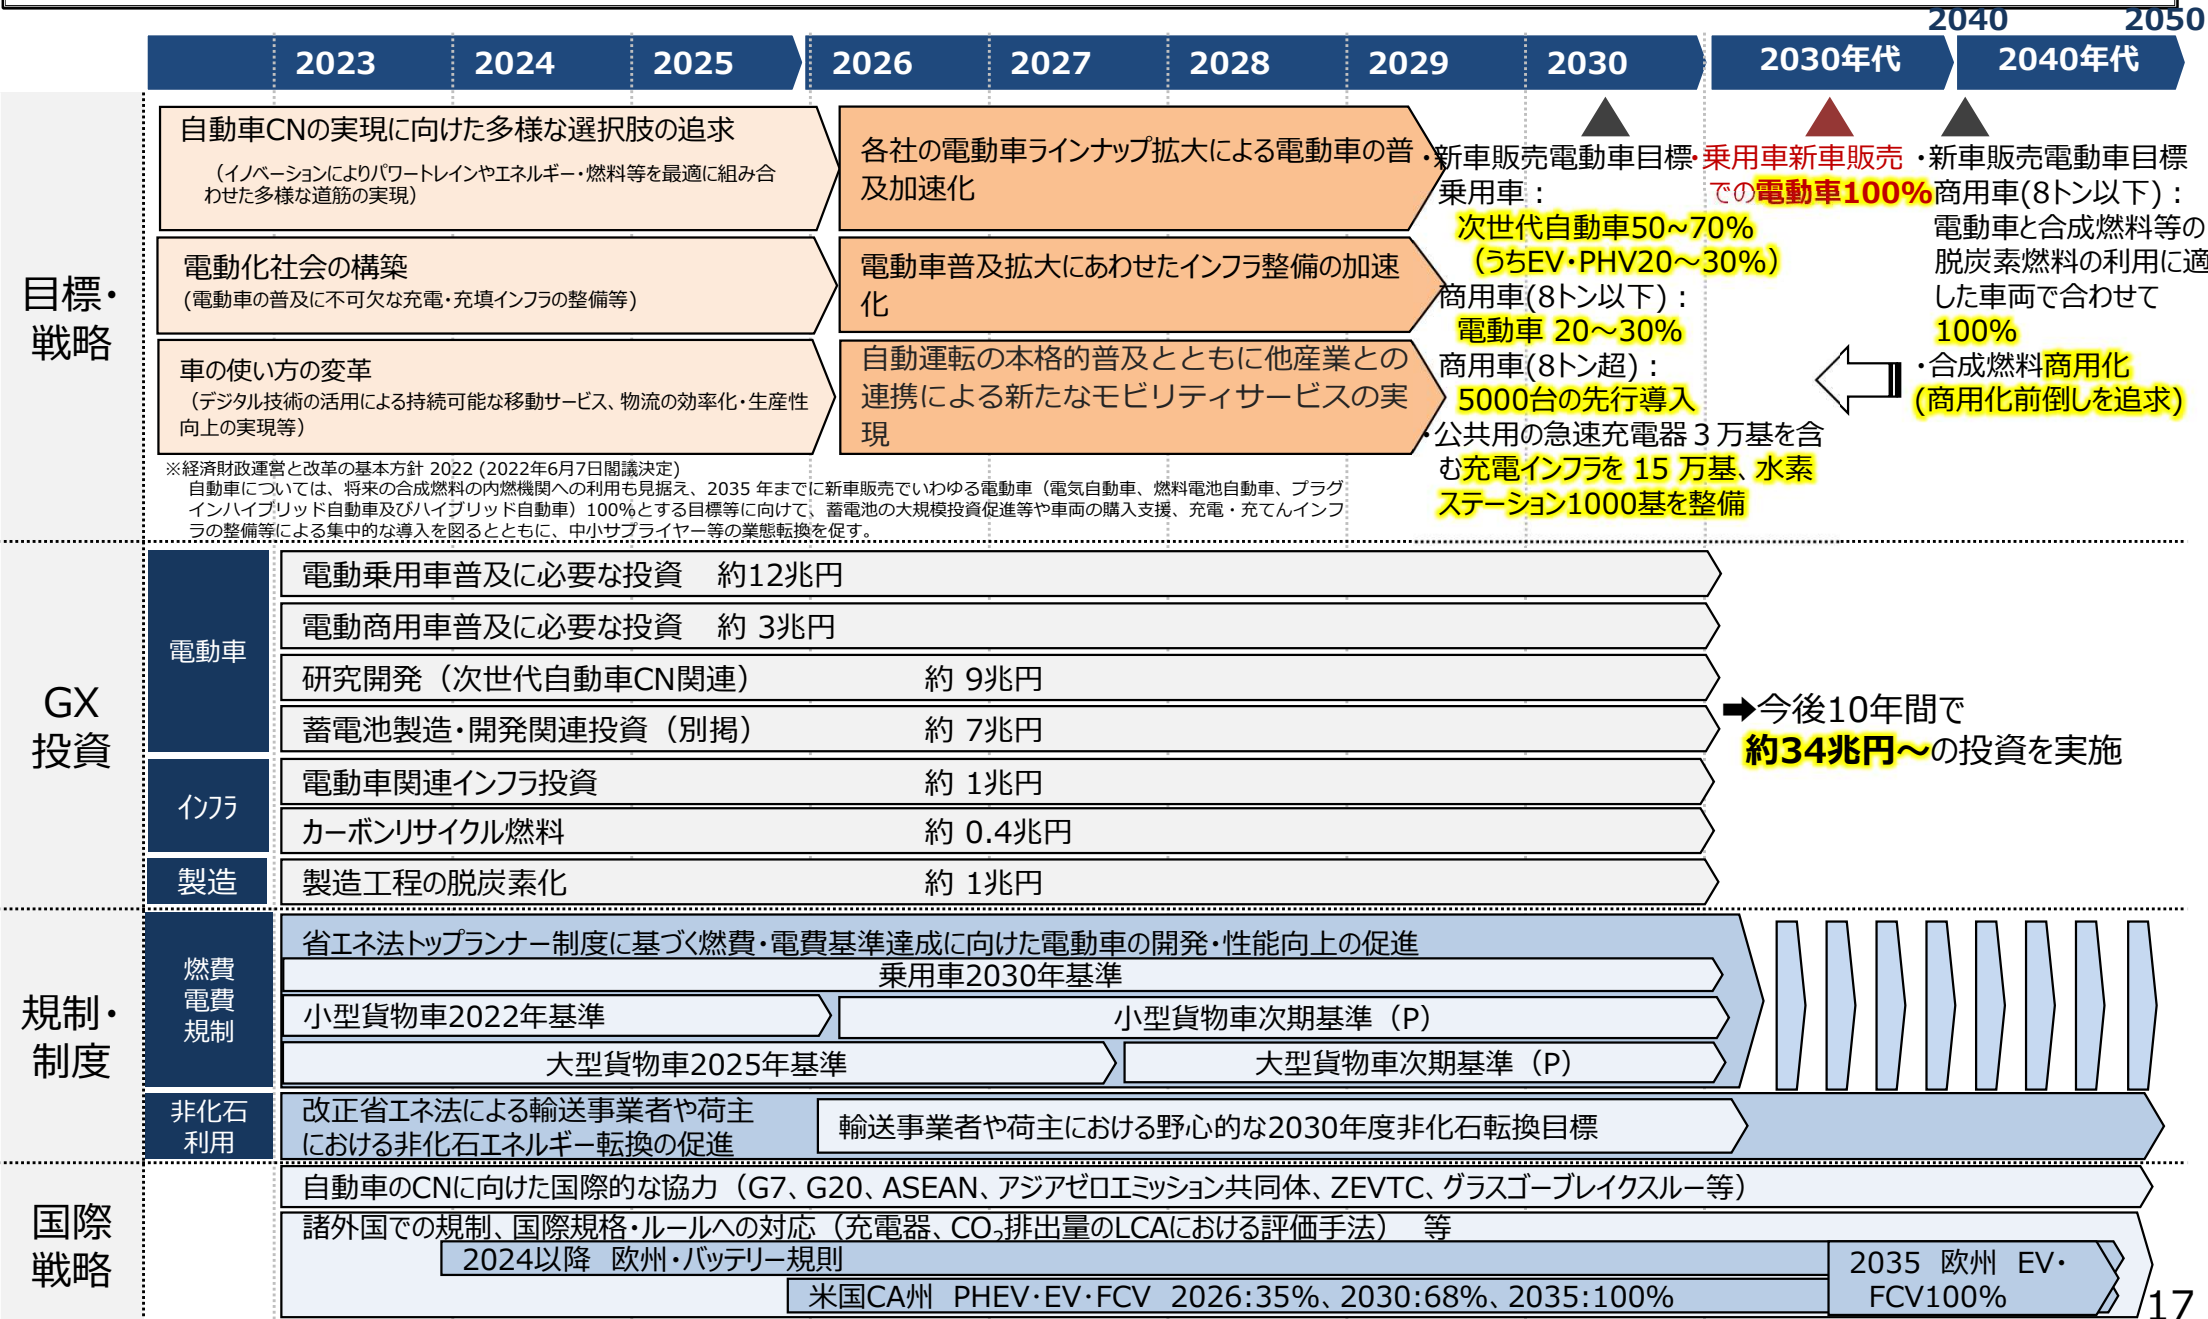 2040 2050
2023 2024 2025 2026 2027 2028 2029 2030 2030年代 2040年代
目標・
戦略
自動車CNの実現に向けた多様な選択肢の追求
（イノベーションによりパワートレインやエネルギー・燃料等を最適に組み合
わせた多様な道筋の実現）
各社の電動車ラインナップ拡大による電動車の普
及加速化
電動化社会の構築
(電動車の普及に不可欠な充電・充填インフラの整備等)
電動車普及拡大にあわせたインフラ整備の加速
化
車の使い方の変革
（デジタル技術の活用による持続可能な移動サービス、物流の効率化・生産性
向上の実現等）
自動運転の本格的普及とともに他産業との
連携による新たなモビリティサービスの実
現
・新車販売電動車目標
乗用車：
次世代自動車50~70%
（うちEV・PHV20～30%）
商用車(8トン以下)：
電動車 20～30%
商用車(8トン超)：
5000台の先行導入
・公共用の急速充電器３万基を含
む充電インフラを 15 万基、水素
ステーション1000基を整備
・乗用車新車販売
での電動車100%
・新車販売電動車目標
商用車(8トン以下)：
電動車と合成燃料等の
脱炭素燃料の利用に適
した車両で合わせて
100%
・合成燃料商用化
(商用化前倒しを追求)
※経済財政運営と改革の基本方針 2022 (2022年6月7日閣議決定)
自動車については、将来の合成燃料の内燃機関への利用も見据え、2035 年までに新車販売でいわゆる電動車（電気自動車、燃料電池自動車、プラグ
インハイブリッド自動車及びハイブリッド自動車）100%とする目標等に向けて、蓄電池の大規模投資促進等や車両の購入支援、充電・充てんインフ
ラの整備等による集中的な導入を図るとともに、中小サプライヤー等の業態転換を促す。
GX
投資
電動車
電動乗用車普及に必要な投資 約12兆円
電動商用車普及に必要な投資 約 3兆円
研究開発（次世代自動車CN関連） 約 9兆円
蓄電池製造・開発関連投資（別掲） 約 7兆円
インフラ
電動車関連インフラ投資 約 1兆円
カーボンリサイクル燃料 約 0.4兆円
製造
製造工程の脱炭素化 約 1兆円
➡今後10年間で
約34兆円～の投資を実施
規制・
制度
燃費
電費
規制
省エネ法トップランナー制度に基づく燃費・電費基準達成に向けた電動車の開発・性能向上の促進
乗用車2030年基準
小型貨物車2022年基準 小型貨物車次期基準（P）
大型貨物車2025年基準 大型貨物車次期基準（P）
非化石
利用
改正省エネ法による輸送事業者や荷主
における非化石エネルギー転換の促進
輸送事業者や荷主における野心的な2030年度非化石転換目標
国際
戦略
自動車のCNに向けた国際的な協力（G7、G20、ASEAN、アジアゼロエミッション共同体、ZEVTC、グラスゴーブレイクスルー等）
諸外国での規制、国際規格・ルールへの対応（充電器、CO₂排出量のLCAにおける評価手法） 等
2024以降 欧州・バッテリー規則
米国CA州 PHEV・EV・FCV 2026:35%、2030:68%、2035:100%
2035 欧州 EV・
FCV100%
17